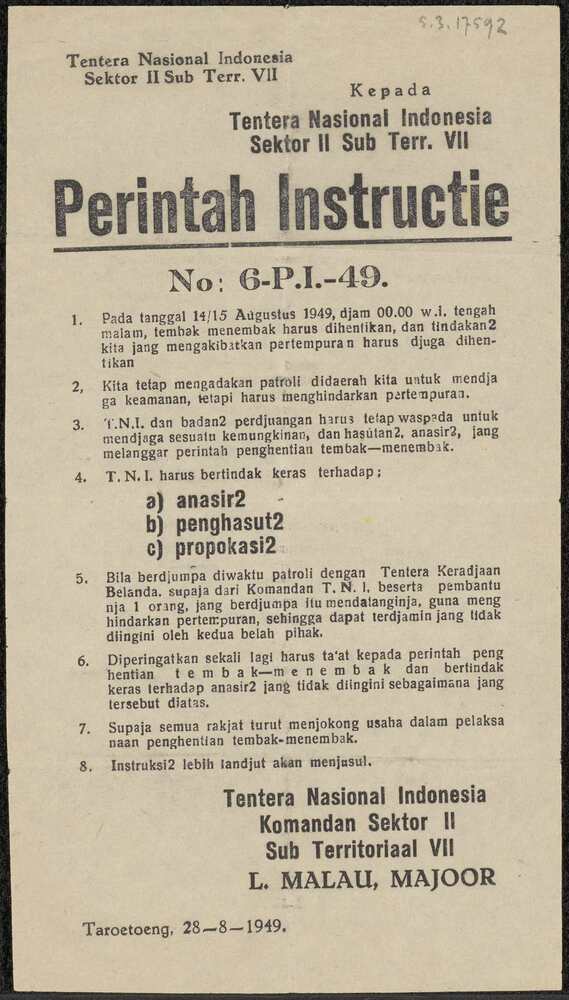 S.3.17592
Tentera Nasional Indonesia
Sektor II Sub Terr. VII
Kepada
Tentera Nasional Indonesia
Sektor II Sub Terr. VII
Perintah Instructie
No: 6-P.I.-49.
1. Pada tanggal 14/15 Augustus 1949, djam 00.00 w.i. tengah
malam, tembak menembak harus dihentikan, dan tindakan2
kita jang mengakibatkan pertempuran harus djuga dihen-
tikan
2, Kita tetap mengadakan patroli didaerah kita untuk mendja
ga keamanan, tetapi harus menghindarkan pertempuran.
3. T.N.I. dan badan2 perdjuangan harus tetap waspada untuk
mendjaga sesuatu kemungkinan, dan hasutan2, anasir2, jang
melanggar perintah penghentian tembak—menembak.
4. T. N. I. harus bertindak keras terhadap;
a) anasir2
b) penghasut2
c) propokasi2
5. Bila berdjumpa diwaktu patroli dengan Tentera Keradjaan
Belanda. supaja dari Komandan T. N. I. beserta pembantu
nja 1 orang, jang berdjumpa itu mendatanginja, guna meng
hindarkan pertempuran, sehingga dapat terdjamin jang tidak
diingini oleh kedua belah pihak.
6. Diperingatkan sekali lagi harus ta'at kepada perintah peng
hentian t e m b a k—m e n e m b a k dan bertindak
keras terhadap anasir2 jang tidak diingini sebagaimana jang
tersebut diatas.
7. Supaja semua rakjat turut menjokong usaha dalam pelaksa
naan penghentian tembak-menembak.
8. Instruksi2 lebih landjut akan menjusul.
Tentera Nasional Indonesia
Komandan Sektor II
Sub Territoriaal VII
L. MALAU, MAJOOR
Taroetoeng, 28—8—1949.